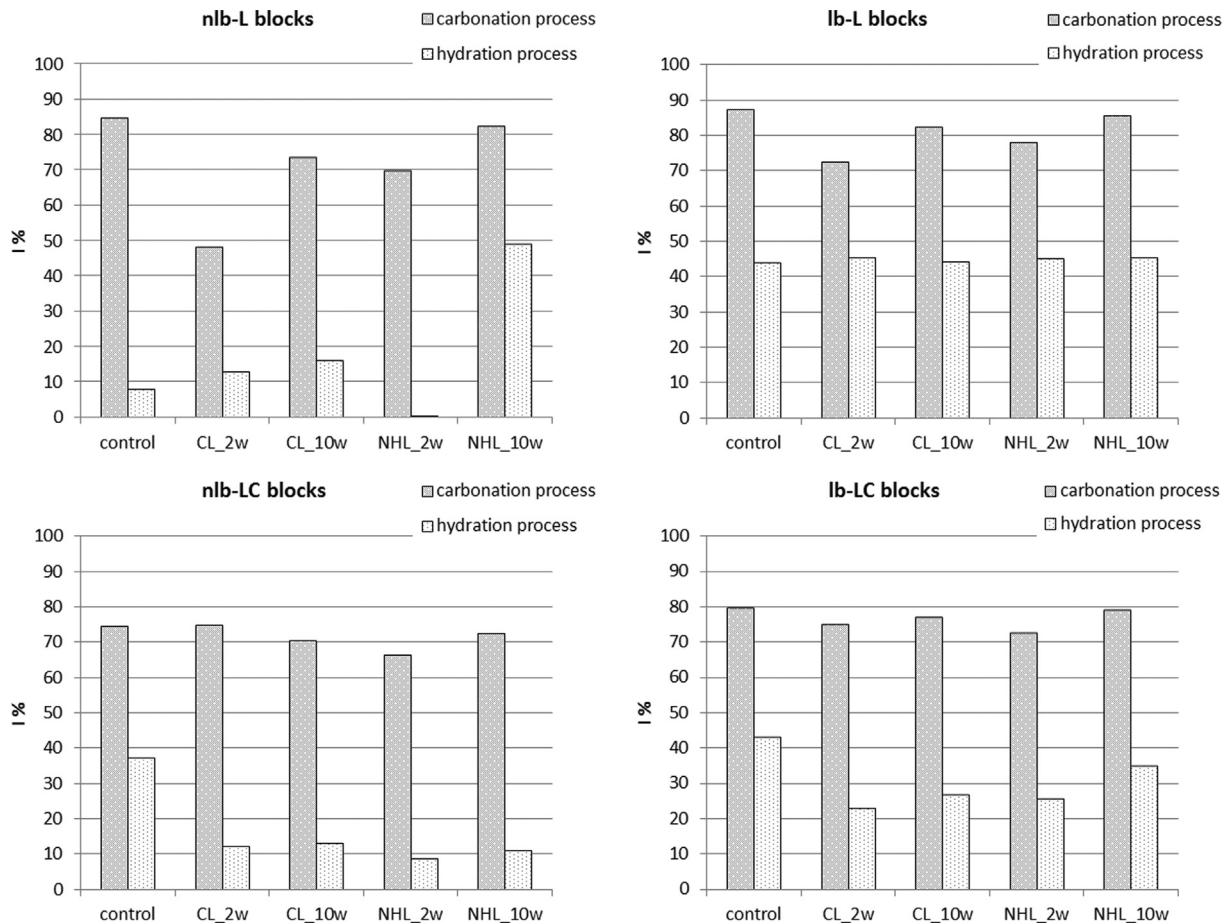 nlb-L blocks
carbonation process
hydration process
100
90
80
70
60
50
40
30
20
10
0
I %
control CL_2w CL_10w NHL_2w NHL_10w
lb-L blocks
carbonation process
hydration process
100
90
80
70
60
50
40
30
20
10
0
I %
control CL_2w CL_10w NHL_2w NHL_10w
nlb-LC blocks
carbonation process
hydration process
100
90
80
70
60
50
40
30
20
10
0
I %
control CL_2w CL_10w NHL_2w NHL_10w
lb-LC blocks
carbonation process
hydration process
100
90
80
70
60
50
40
30
20
10
0
I %
control CL_2w CL_10w NHL_2w NHL_10w